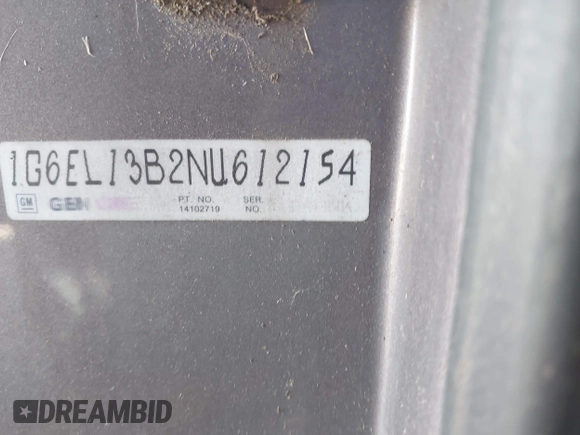 1G6EL13B2NU612154
GM GEN PT. NO. SER.
14102719 NO.
DREAMBID